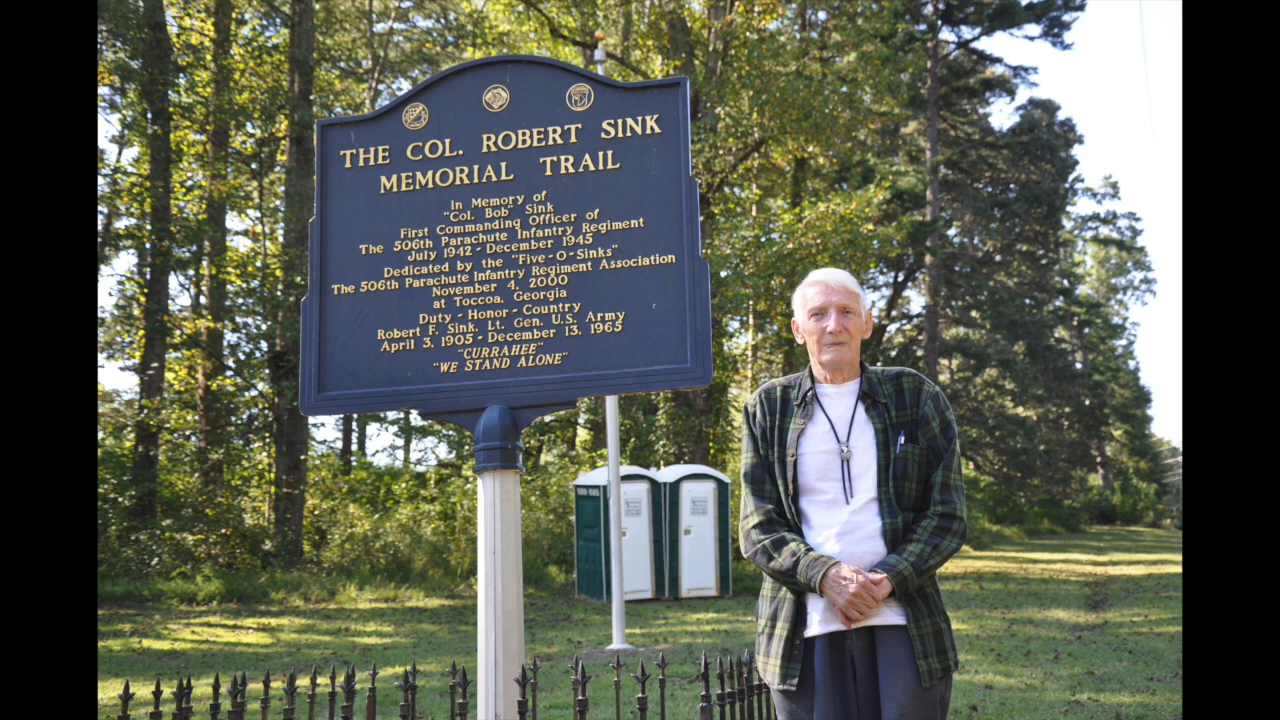 THE COL. ROBERT SINK
MEMORIAL TRAIL
In Memory of
"Col. Bob" Sink
First Commanding Officer of
The 506th Parachute Infantry Regiment
July 1942 - December 1945
Dedicated by the "Five-O-Sinks"
The 506th Parachute Infantry Regiment Association
November 4, 2000
at Toccoa, Georgia
Duty - Honor - Country
Robert F. Sink, Lt. Gen. U.S. Army
April 3, 1905 - December 13, 1965
"CURRAHEE"
"WE STAND ALONE"